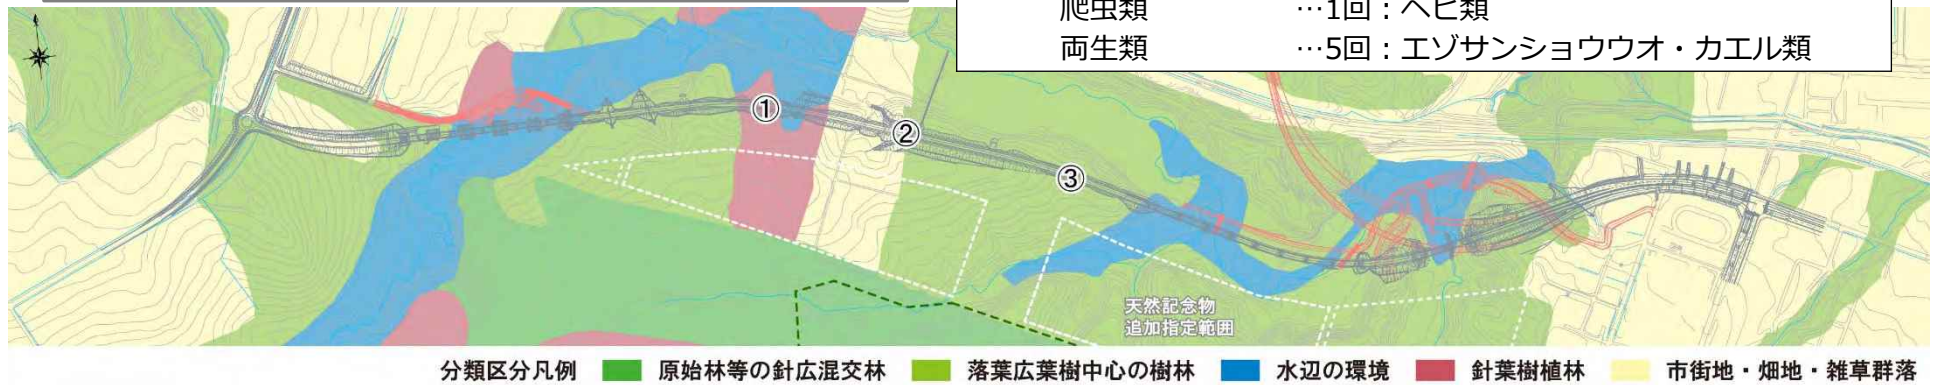 爬虫類 …1回：ヘビ類
両生類 …5回：エゾサンショウウオ・カエル類
①
②
③
天然記念物
追加指定範囲
分類区分凡例 原始林等の針広混交林 落葉広葉樹中心の樹林 水辺の環境 針葉樹植林 市街地・畑地・雑草群落